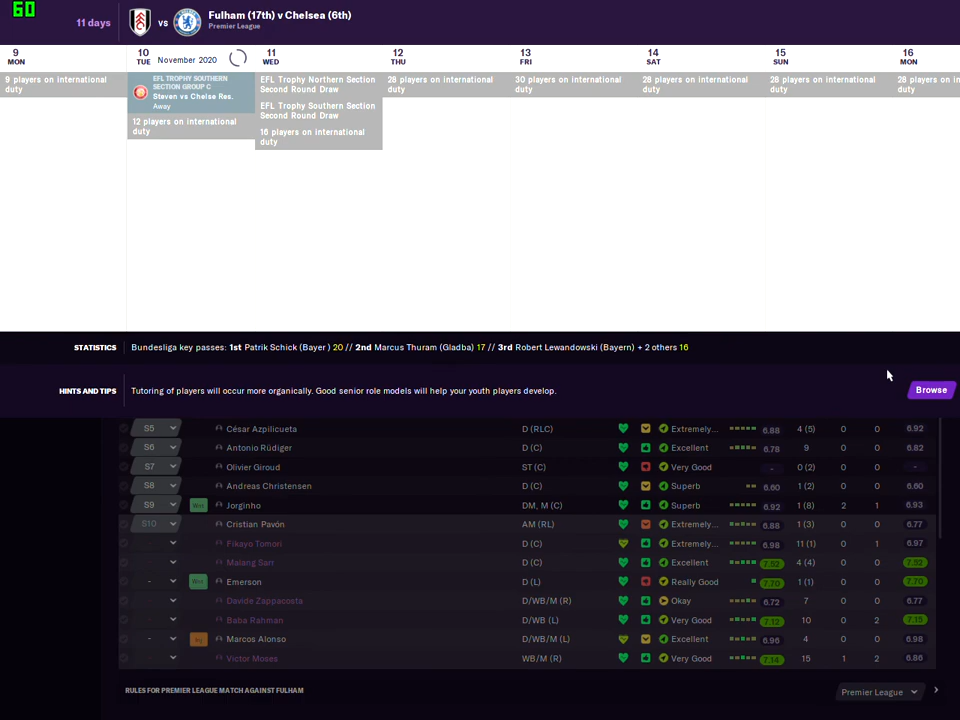 60
11 days
VS
Fulham (17th) v Chelsea (6th)
Premier League
9
MON
10
TUE
November 2020
11
WED
12
THU
13
FRI
14
SAT
15
SUN
16
MON
9 players on international
duty
EFL TROPHY SOUTHERN
SECTION GROUP C
Steven vs Chelse Res.
Away
12 players on international
duty
EFL Trophy Northern Section
Second Round Draw
EFL Trophy Southern Section
Second Round Draw
16 players on international
duty
28 players on international
duty
30 players on international
duty
28 players on international
duty
28 players on international
duty
28 players on
duty
STATISTICS
Bundesliga key passes: 1st Patrik Schick (Bayer ) 20 // 2nd Marcus Thuram (Gladba) 17 // 3rd Robert Lewandowski (Bayern) + 2 others 16
HINTS AND TIPS
Tutoring of players will occur more organically. Good senior role models will help your youth players develop.
Browse
S5 César Azpilicueta D (RLC) Extremely... 6.88 4 (5) 0 0 6.92
S6 Antonio Rüdiger D (C) Excellent 6.78 9 0 0 6.82
S7 Olivier Giroud ST (C) Very Good - 0 (2) 0 0 -
S8 Andreas Christensen D (C) Superb 6.60 1 (2) 0 0 6.60
S9 Wnt Jorginho DM, M (C) Superb 6.92 1 (8) 2 1 6.93
S10 Cristian Pavón AM (RL) Extremely... 6.88 1 (3) 0 0 6.77
- Fikayo Tomori D (C) Extremely... 6.98 11 (1) 0 1 6.97
- Malang Sarr D (C) Excellent 7.52 4 (4) 0 0 7.52
- Wnt Emerson D (L) Really Good 7.70 1 (1) 0 0 7.70
- Davide Zappacosta D/WB/M (R) Okay 6.72 7 0 0 6.77
- Baba Rahman D/WB (L) Very Good 7.12 10 0 2 7.15
- Inj Marcos Alonso D/WB/M (L) Excellent 6.96 4 0 0 6.98
Victor Moses WB/M (R) Very Good 7.14 15 1 2 6.86
RULES FOR PREMIER LEAGUE MATCH AGAINST FULHAM
Premier League